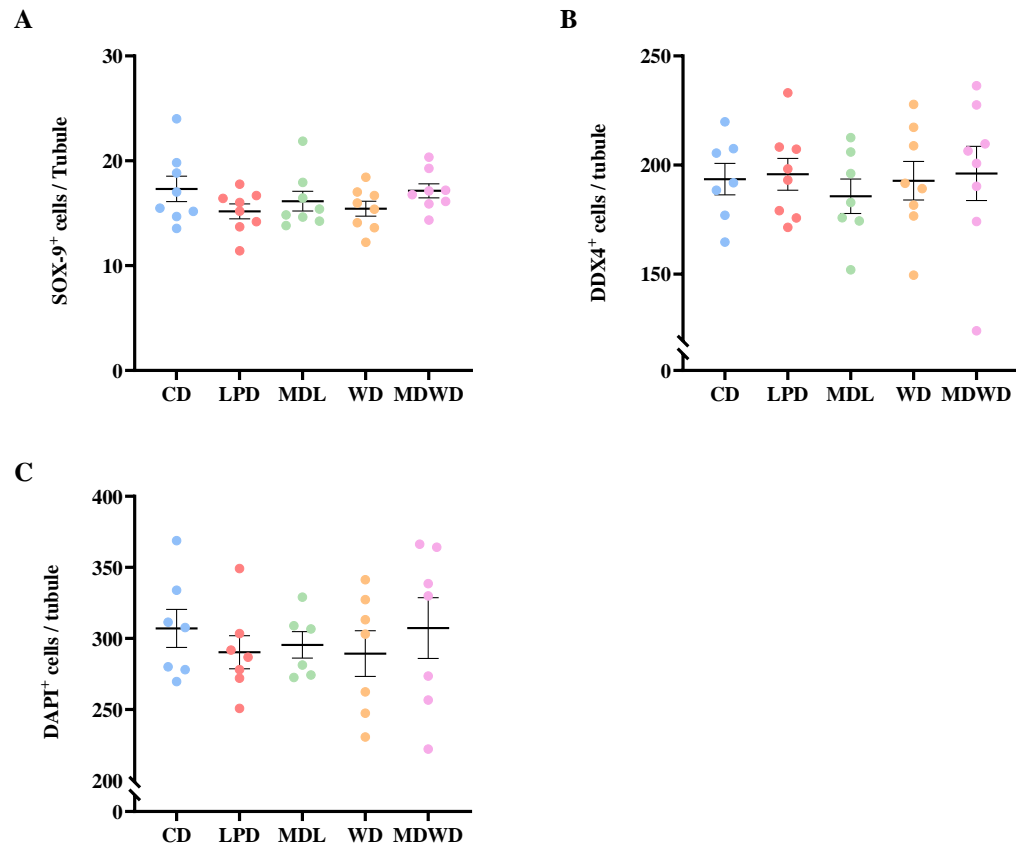 A
SOX-9⁺ cells / Tubule
30
20
10
0
CD LPD MDL WD MDWD
B
DDX4⁺ cells / tubule
250
200
150
0
CD LPD MDL WD MDWD
C
DAPI⁺ cells / tubule
400
350
300
250
200
0
CD LPD MDL WD MDWD